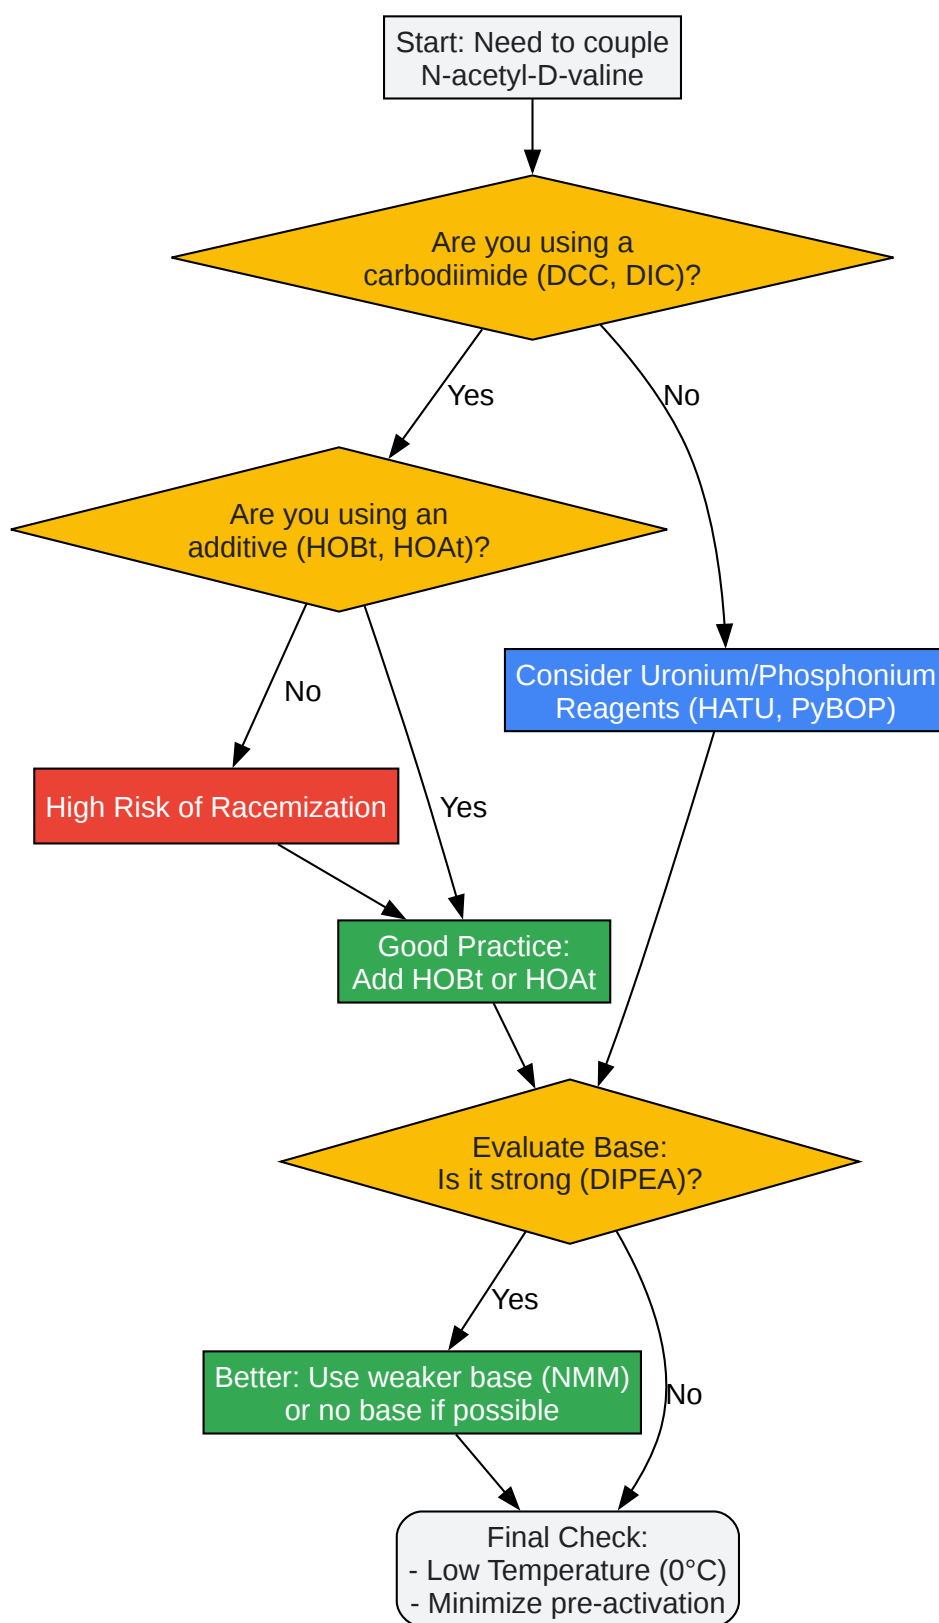 Start: Need to couple
N-acetyl-D-valine
Are you using a
carbodiimide (DCC, DIC)?
Yes
No
Are you using an
additive (HOBt, HOAt)?
Consider Uronium/Phosphonium
Reagents (HATU, PyBOP)
No
High Risk of Racemization
Yes
Good Practice:
Add HOBt or HOAt
Evaluate Base:
Is it strong (DIPEA)?
Yes
Better: Use weaker base (NMM)
or no base if possible
No
Final Check:
- Low Temperature (0°C)
- Minimize pre-activation